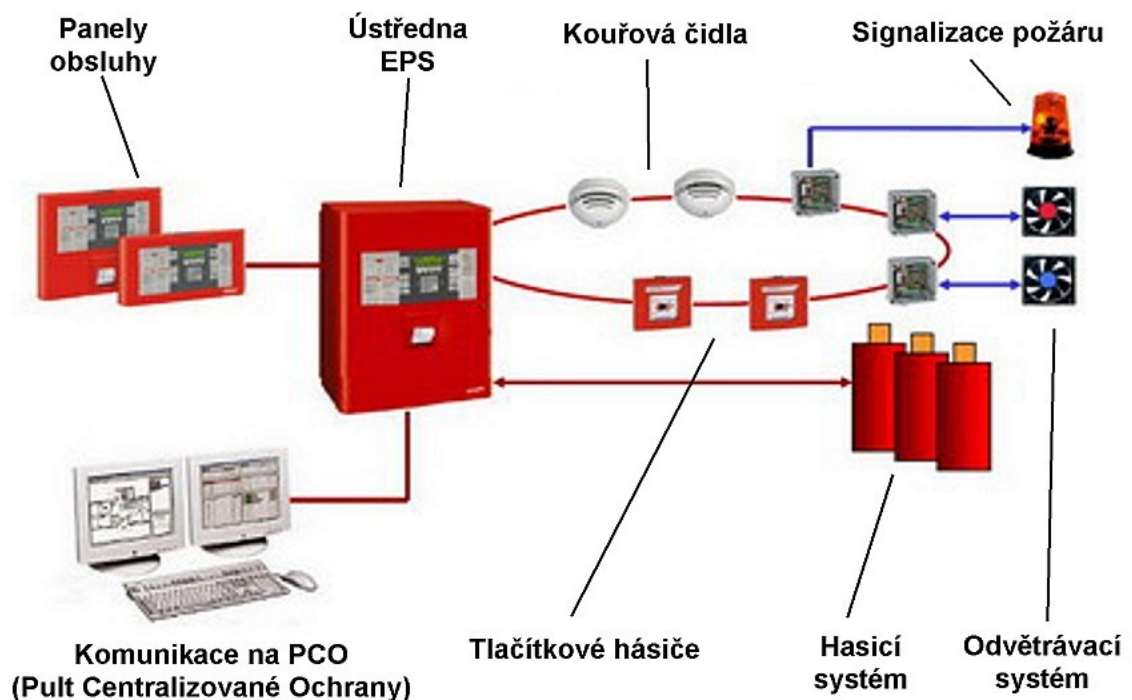 Panely
obsluhy
Ústředna
EPS
Kouřová čidla
Signalizace požáru
Komunikace na PCO
(Pult Centralizované Ochrany)
Tlačítkové hásiče
Hasicí
systém
Odvětrávací
systém